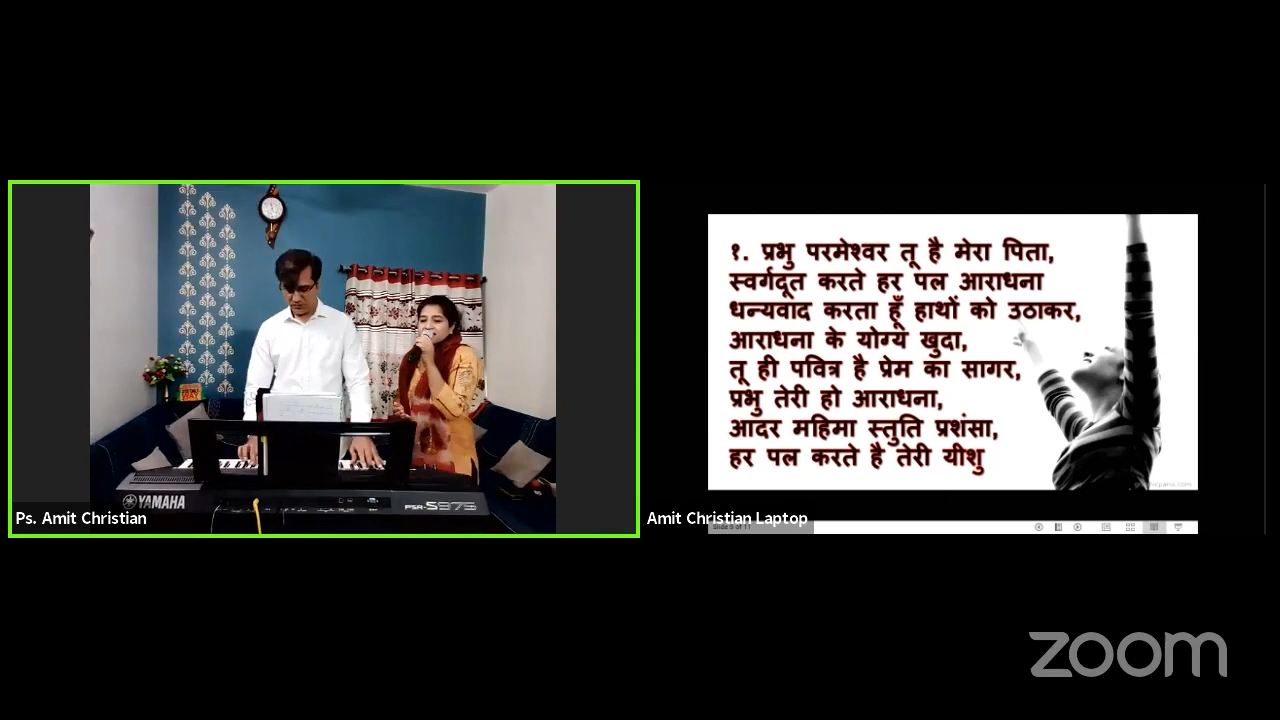 YAMAHA
PSR-S975
Ps. Amit Christian
१. प्रभु परमेश्वर तू है मेरा पिता,
स्वर्गदूत करते हर पल आराधना
धन्यवाद करता हूँ हाथों को उठाकर,
आराधना के योग्य खुदा,
तू ही पवित्र है प्रेम का सागर,
प्रभु तेरी हो आराधना,
आदर महिमा स्तुति प्रशंसा,
हर पल करते है तेरी यीशु
Amit Christian Laptop
zoom